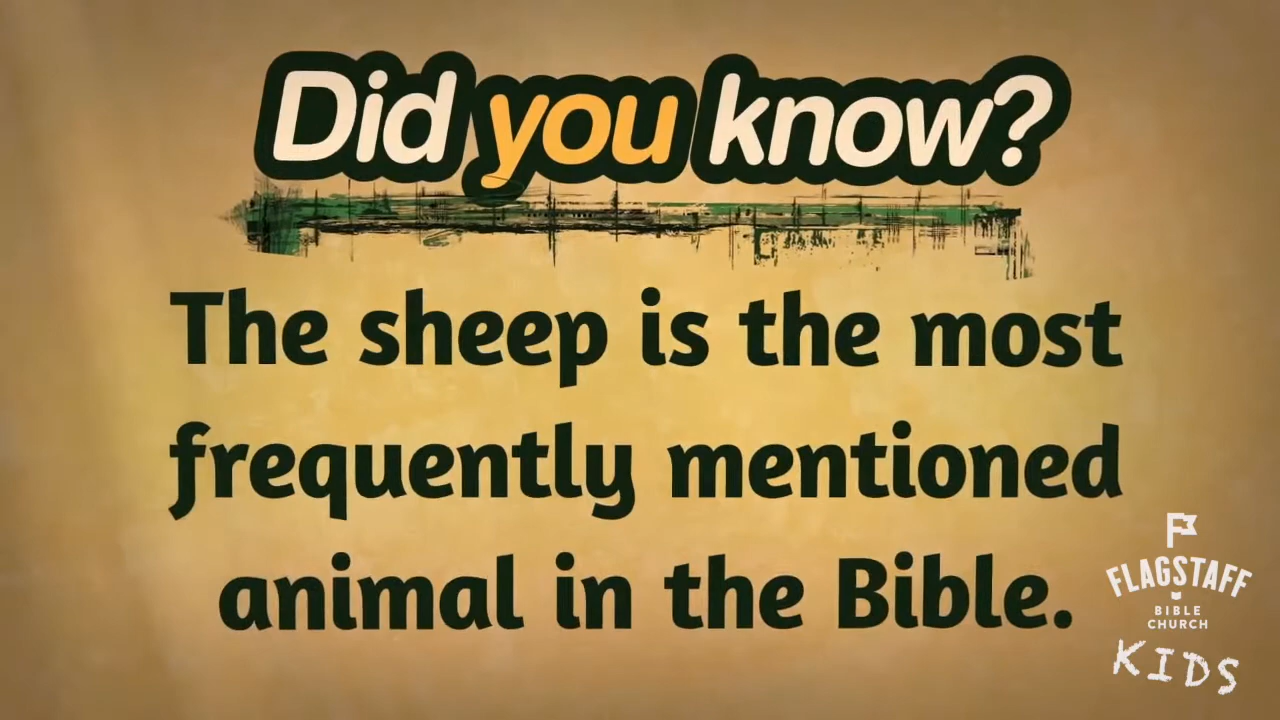 Did you know?
The sheep is the most
frequently mentioned
animal in the Bible.
FLAGSTAFF
BIBLE
CHURCH
KIDS